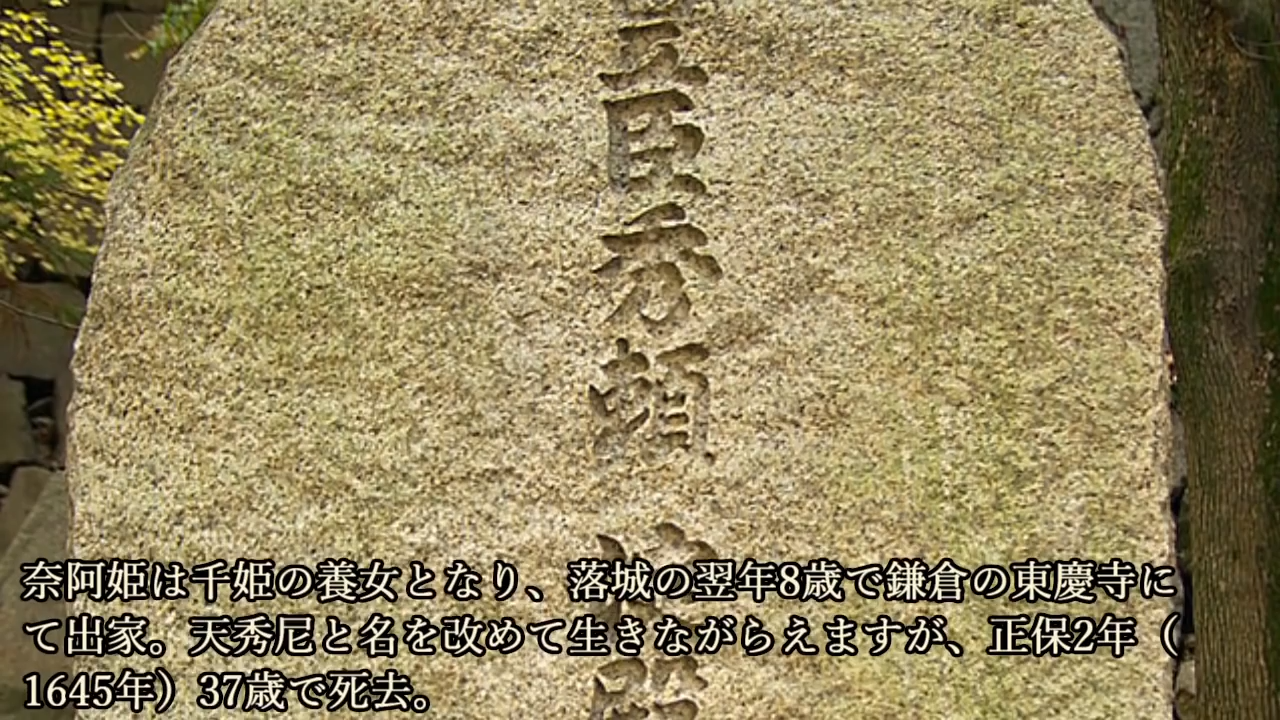 臣秀頼
奈阿姫は千姫の養女となり、落城の翌年8歳で鎌倉の東慶寺に
て出家。天秀尼と名を改めて生きながらえますが、正保2年（
1645年）37歳で死去。